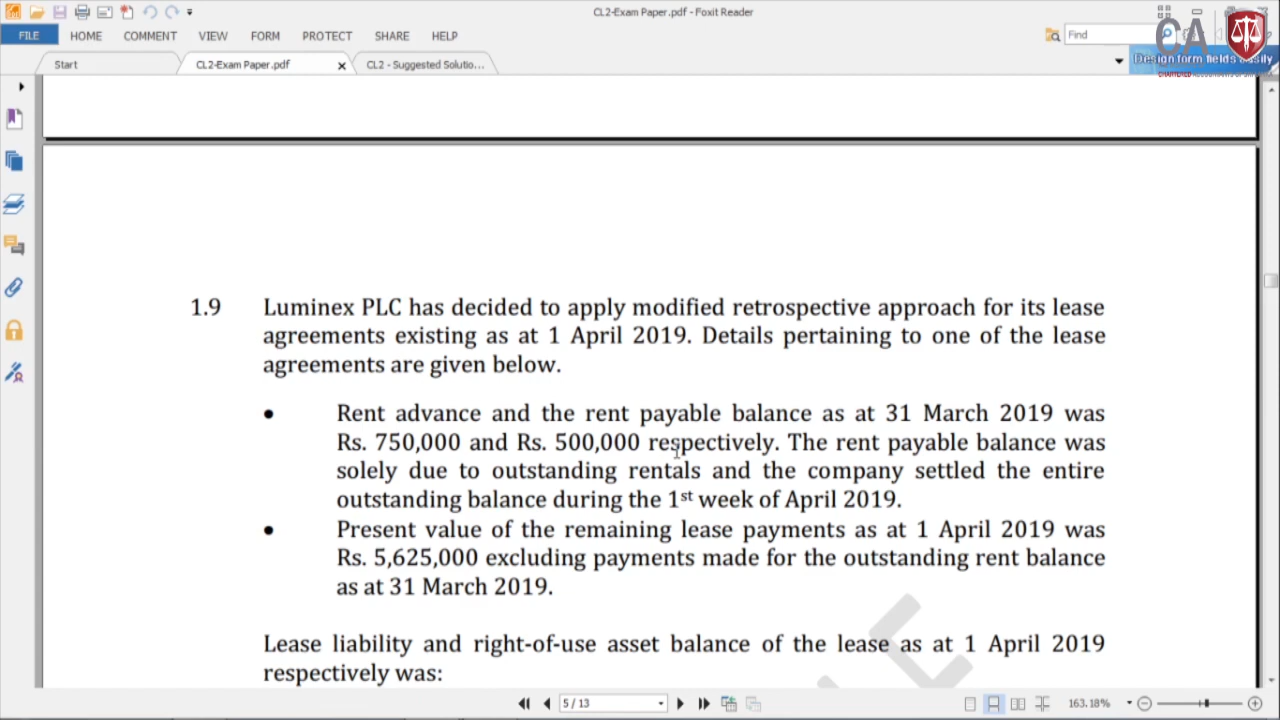 CL2-Exam Paper.pdf - Foxit Reader
FILE HOME COMMENT VIEW FORM PROTECT SHARE HELP
Find
CA
Design form fields easily
Start
CL2-Exam Paper.pdf
CL2 - Suggested Solutio...
1.9 Luminex PLC has decided to apply modified retrospective approach for its lease
agreements existing as at 1 April 2019. Details pertaining to one of the lease
agreements are given below.
• Rent advance and the rent payable balance as at 31 March 2019 was
Rs. 750,000 and Rs. 500,000 respectively. The rent payable balance was
solely due to outstanding rentals and the company settled the entire
outstanding balance during the 1st week of April 2019.
• Present value of the remaining lease payments as at 1 April 2019 was
Rs. 5,625,000 excluding payments made for the outstanding rent balance
as at 31 March 2019.
Lease liability and right-of-use asset balance of the lease as at 1 April 2019
respectively was:
5 / 13
163.18%